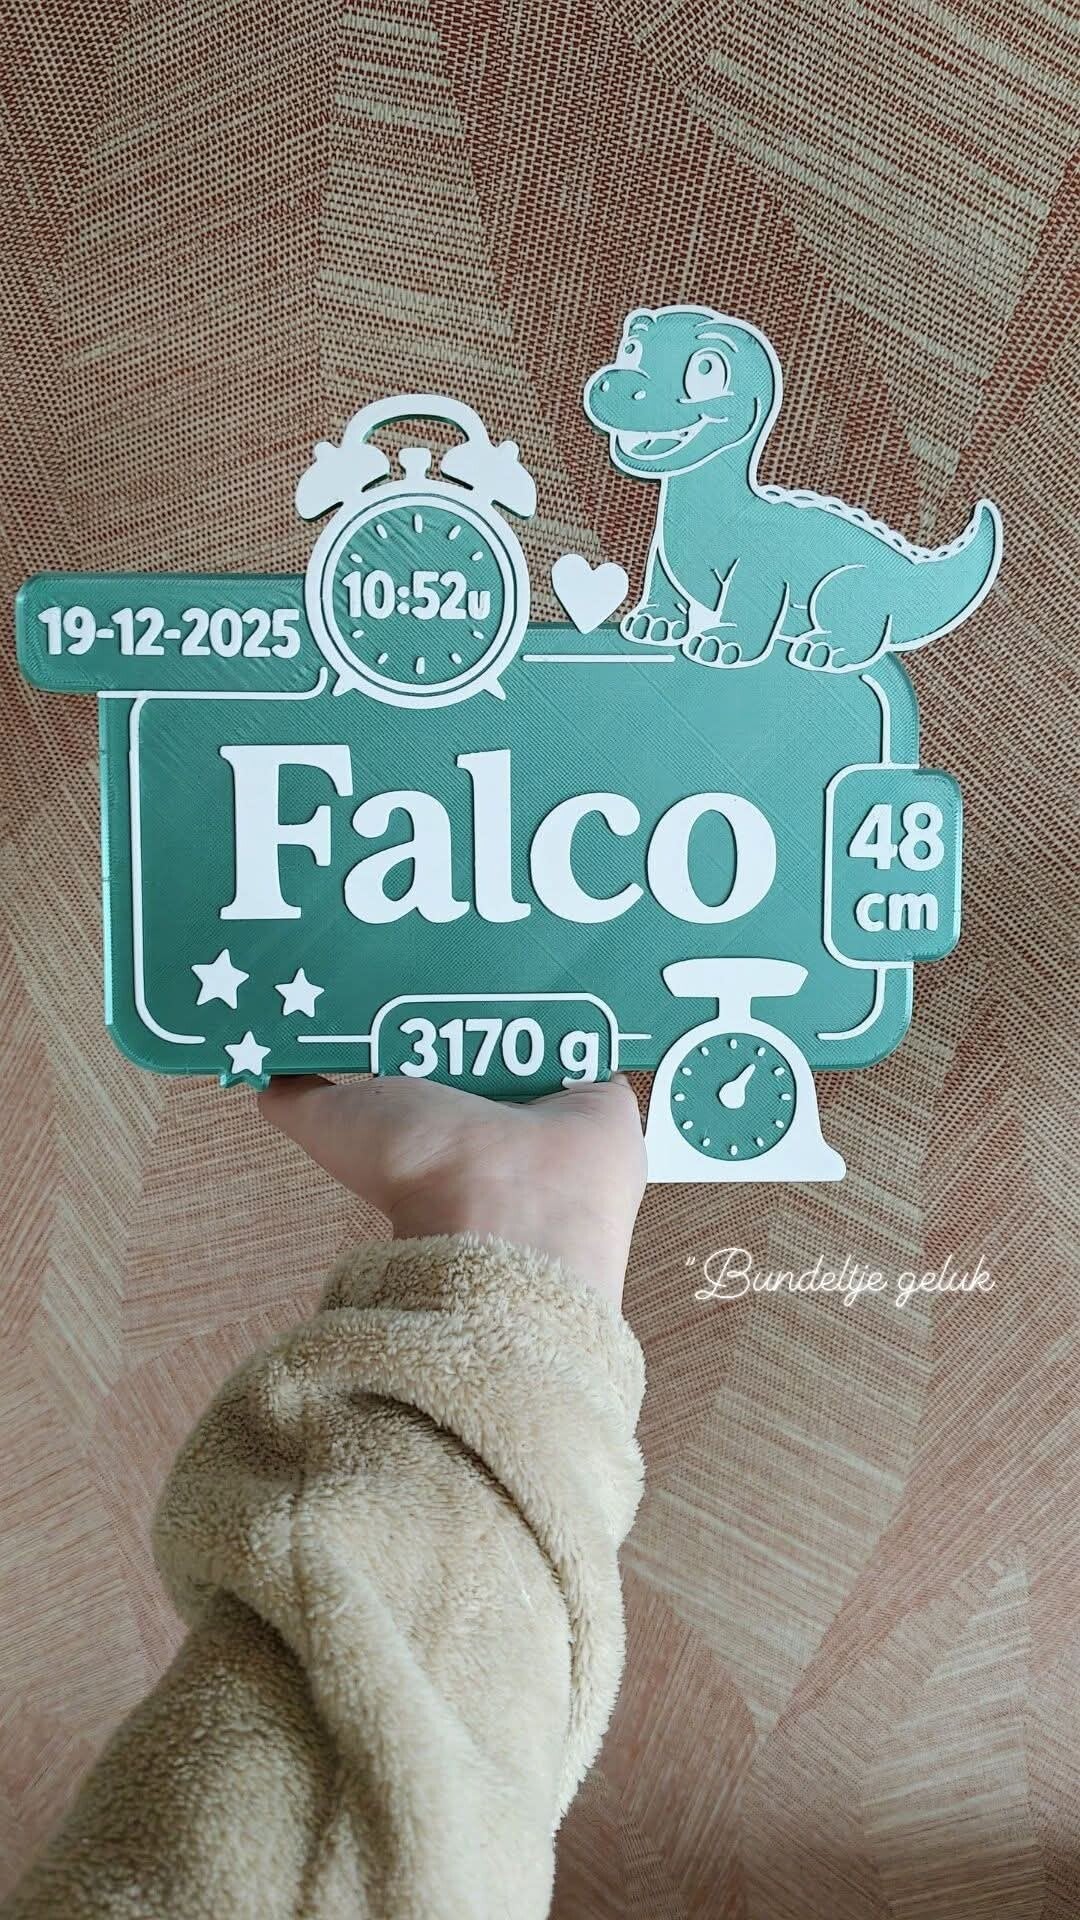 19-12-2025
10:52u
Falco
48
cm
3170 g
"Bundeltje geluk